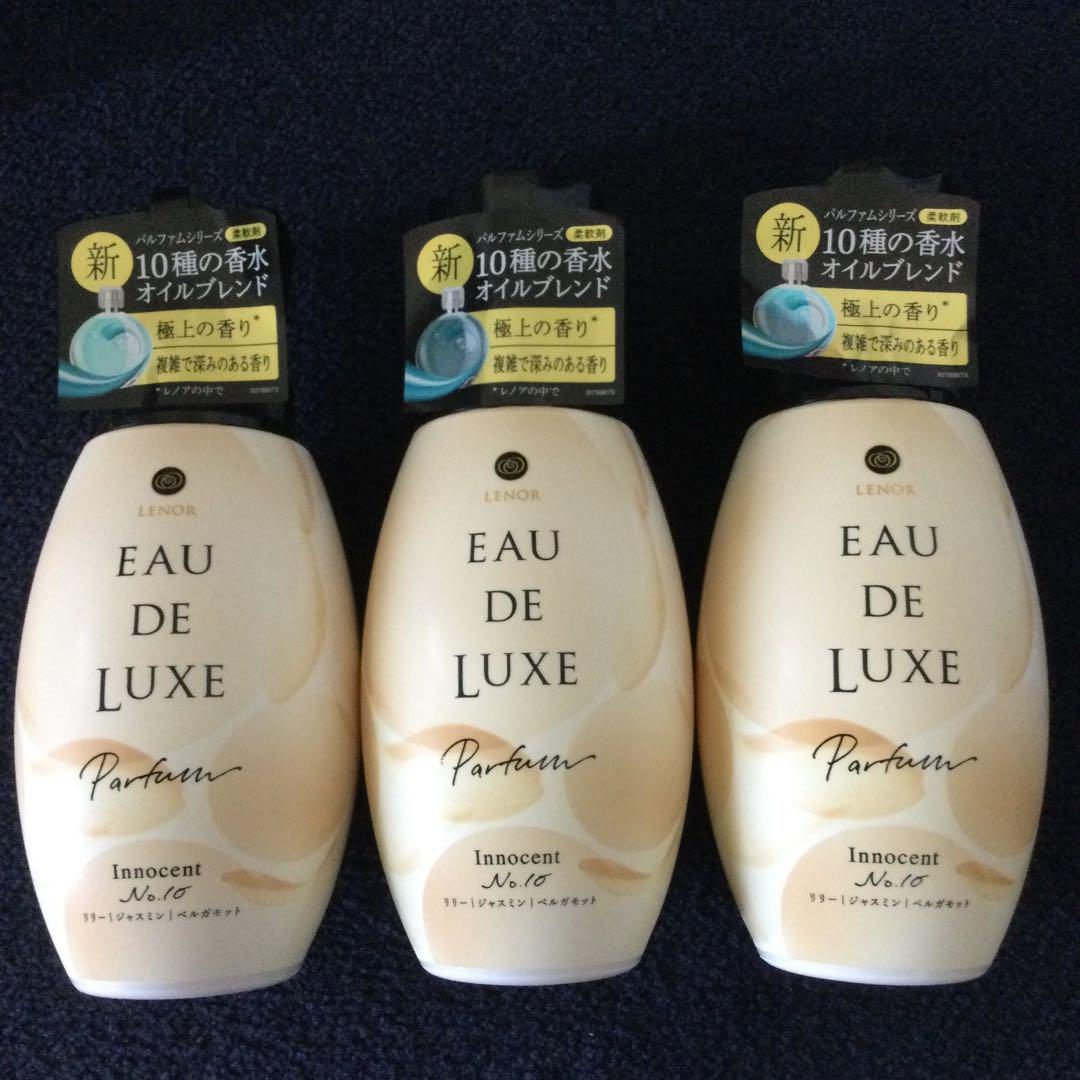 新
パルファムシリーズ 柔軟剤
10種の香水
オイルブレンド
極上の香り*
複雑で深みのある香り
*レノアの中で
LENOR
EAU
DE
LUXE
Parfum
Innocent
No.10
リリー|ジャスミン|ベルガモット
新
パルファムシリーズ 柔軟剤
10種の香水
オイルブレンド
極上の香り*
複雑で深みのある香り
*レノアの中で
LENOR
EAU
DE
LUXE
Parfum
Innocent
No.10
リリー|ジャスミン|ベルガモット
新
パルファムシリーズ 柔軟剤
10種の香水
オイルブレンド
極上の香り*
複雑で深みのある香り
*レノアの中で
LENOR
EAU
DE
LUXE
Parfum
Innocent
No.10
リリー|ジャスミン|ベルガモット